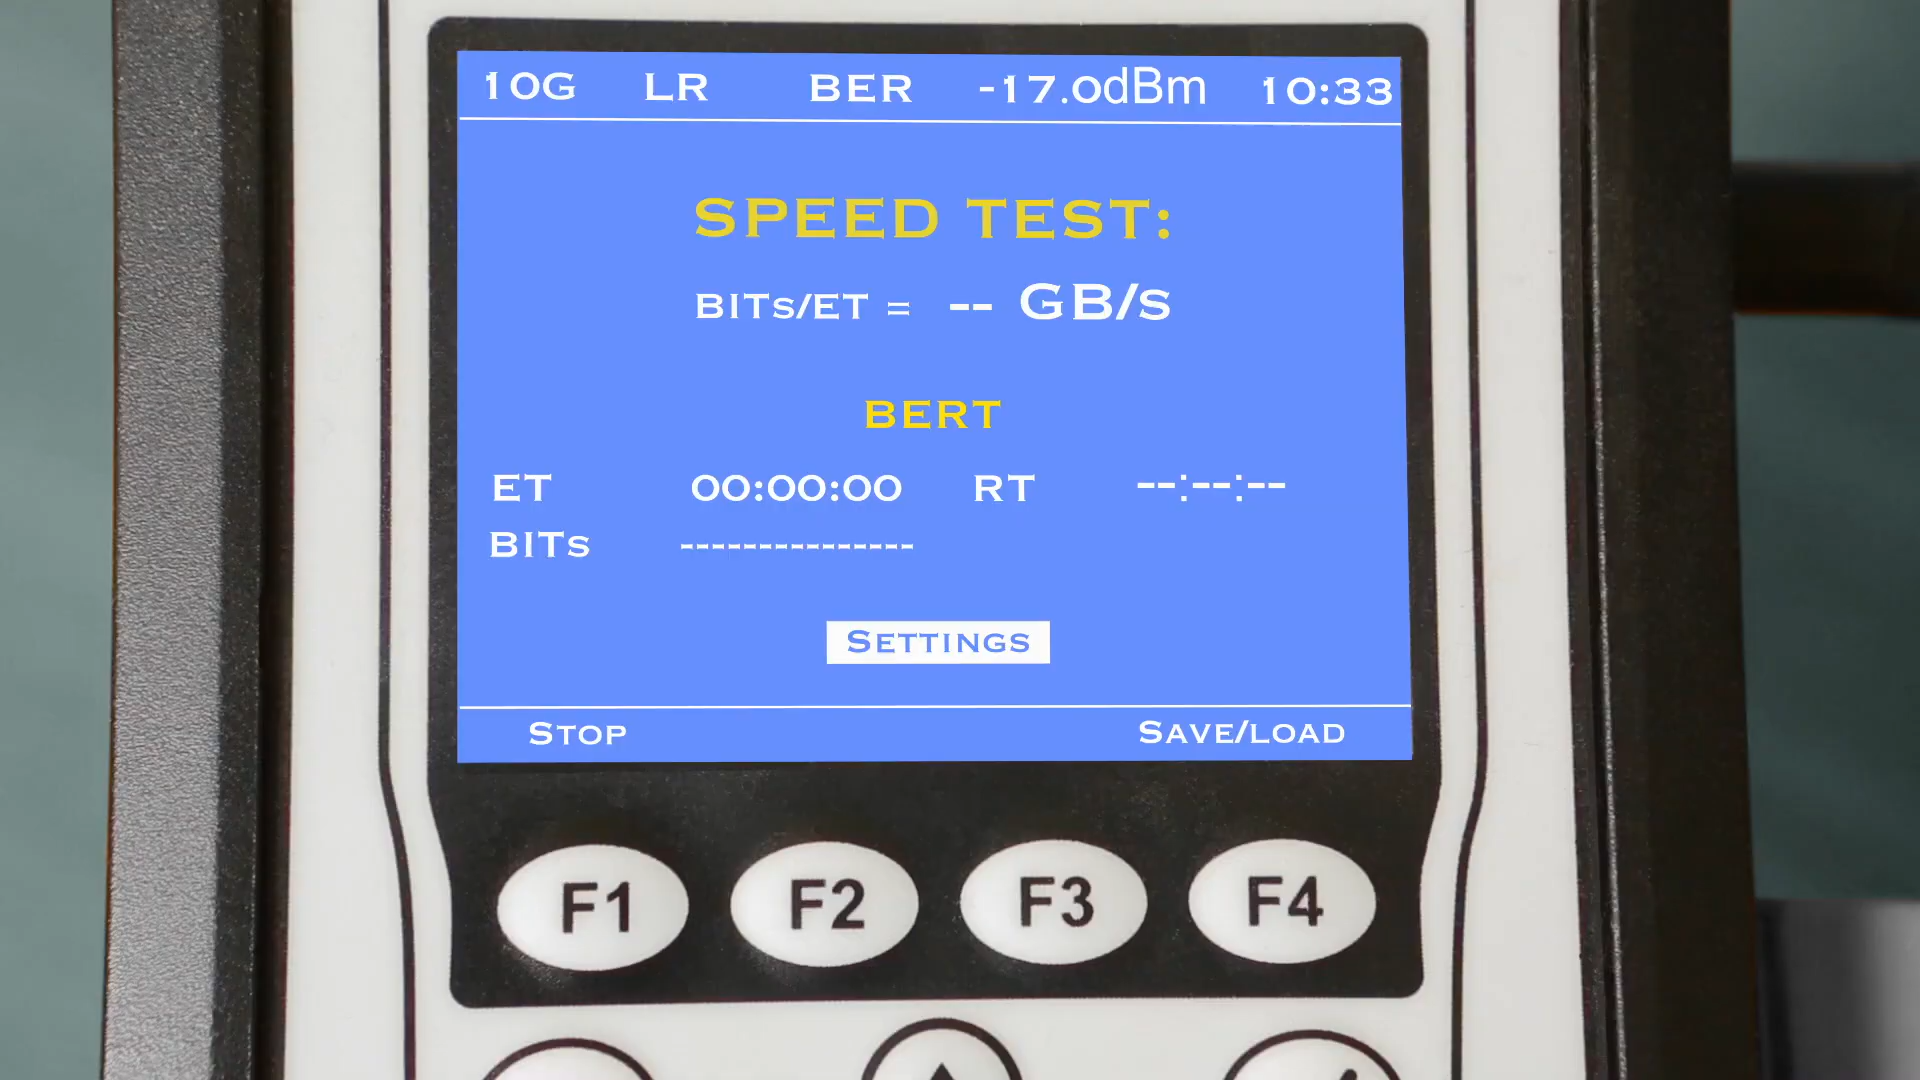 10G LR BER -17.0dBm 10:33
SPEED TEST:
BITs/ET = -- GB/s
BERT
ET 00:00:00 RT --:--:--
BITs ---------------
SETTINGS
STOP SAVE/LOAD
F1 F2 F3 F4